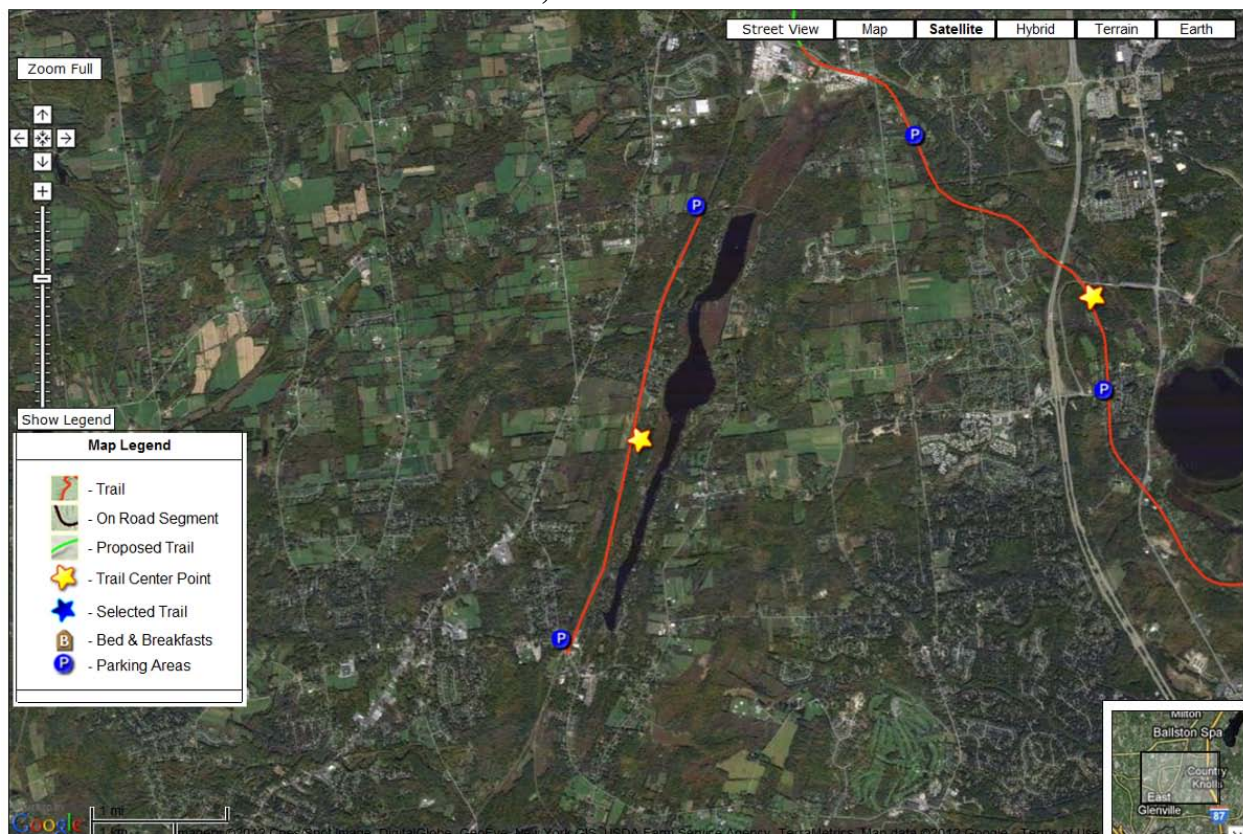 Street View Map Satellite Hybrid Terrain Earth
Zoom Full
Show Legend
Map Legend
- Trail
- On Road Segment
- Proposed Trail
- Trail Center Point
- Selected Trail
B - Bed & Breakfasts
P - Parking Areas
P
P
P
P
Milton
Ballston Spa
Country
Knolls
East
Glenville
87
1 mi
Google